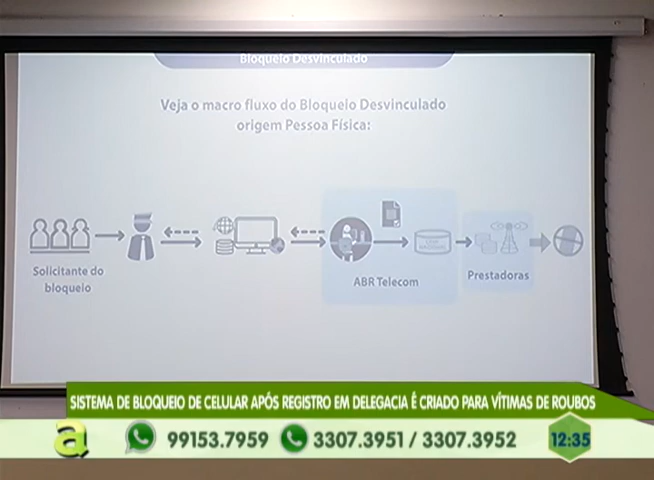 Bloqueio Desvinculado
Veja o macro fluxo do Bloqueio Desvinculado
origem Pessoa Física:
Solicitante do
bloqueio
ABR Telecom
Prestadoras
SISTEMA DE BLOQUEIO DE CELULAR APÓS REGISTRO EM DELEGACIA É CRIADO PARA VÍTIMAS DE ROUBOS
a
99153.7959
3307.3951 / 3307.3952
12:35